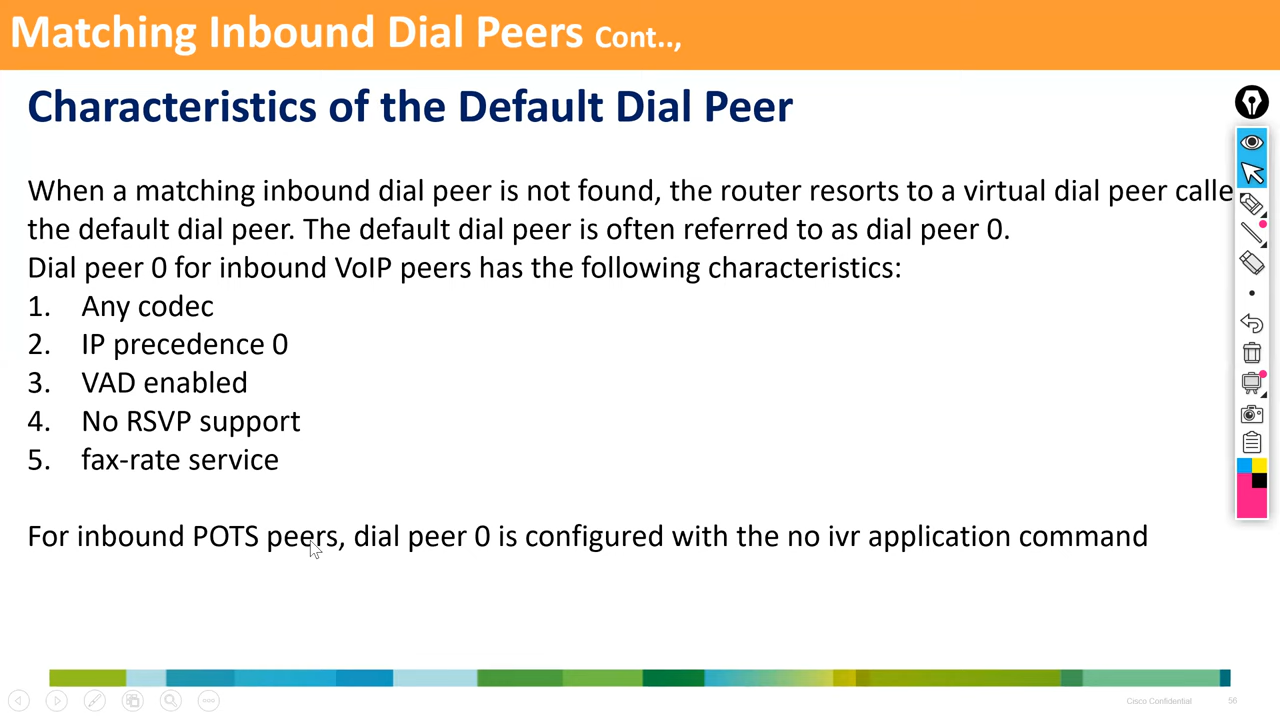 Matching Inbound Dial Peers Cont..,
Characteristics of the Default Dial Peer
When a matching inbound dial peer is not found, the router resorts to a virtual dial peer calle
the default dial peer. The default dial peer is often referred to as dial peer 0.
Dial peer 0 for inbound VoIP peers has the following characteristics:
1. Any codec
2. IP precedence 0
3. VAD enabled
4. No RSVP support
5. fax-rate service
For inbound POTS peers, dial peer 0 is configured with the no ivr application command
Cisco Confidential 56